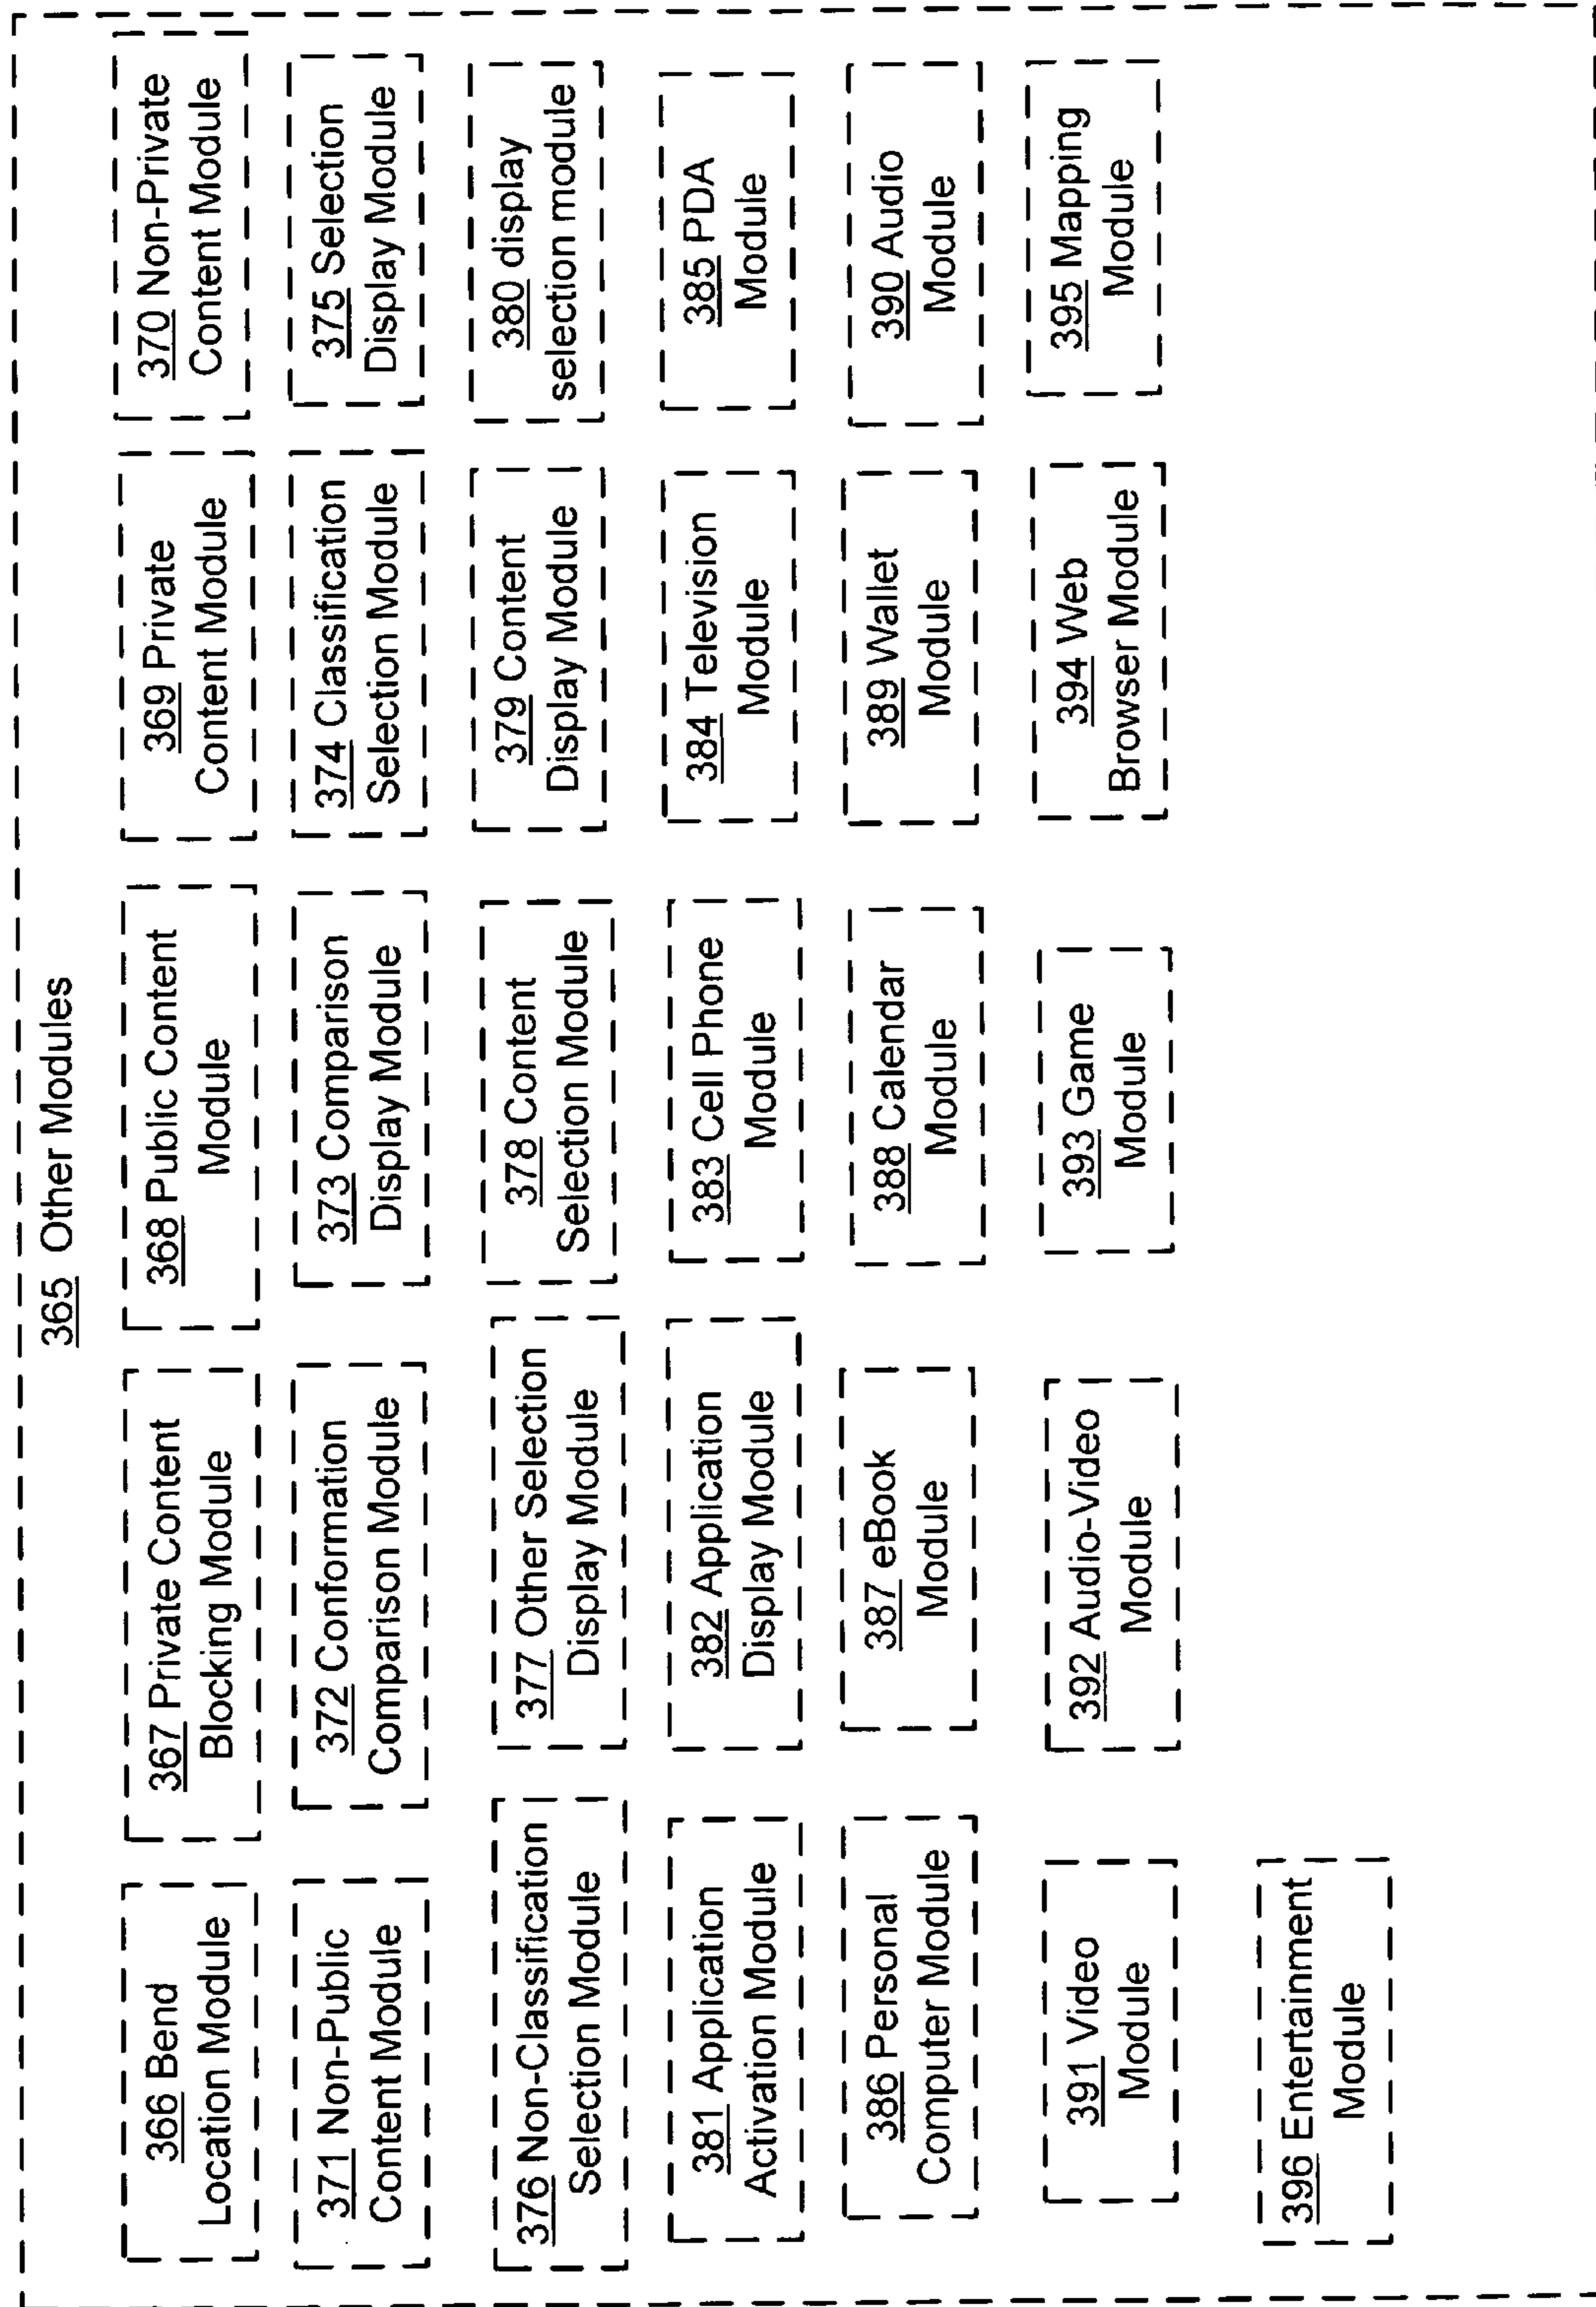 365 Other Modules
366 Bend
Location Module
367 Private Content
Blocking Module
368 Public Content
Module
369 Private
Content Module
370 Non-Private
Content Module
371 Non-Public
Content Module
372 Conformation
Comparison Module
373 Comparison
Display Module
374 Classification
Selection Module
375 Selection
Display Module
376 Non-Classification
Selection Module
377 Other Selection
Display Module
378 Content
Selection Module
379 Content
Display Module
380 display
selection module
381 Application
Activation Module
382 Application
Display Module
383 Cell Phone
Module
384 Television
Module
385 PDA
Module
386 Personal
Computer Module
387 eBook
Module
388 Calendar
Module
389 Wallet
Module
390 Audio
Module
391 Video
Module
392 Audio-Video
Module
393 Game
Module
394 Web
Browser Module
395 Mapping
Module
396 Entertainment
Module